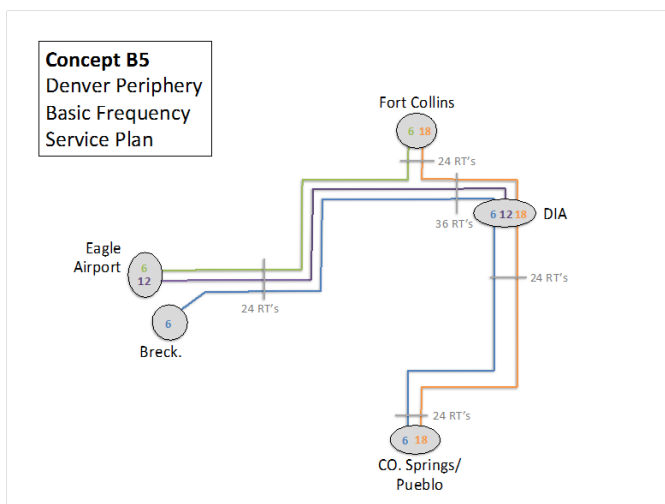 Concept B5
Denver Periphery
Basic Frequency
Service Plan
Fort Collins
6 18
24 RT's
36 RT's
6 12 18
DIA
Eagle
Airport
6
12
24 RT's
24 RT's
6
Breck.
24 RT's
6 18
CO. Springs/
Pueblo